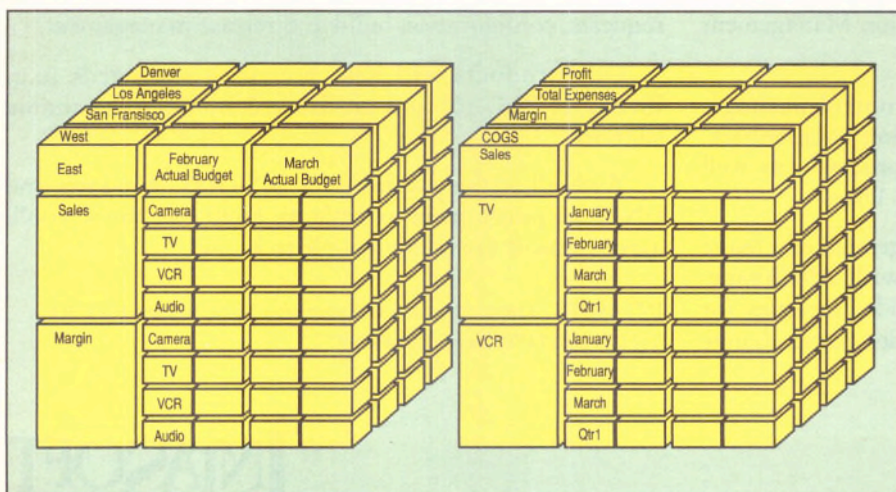 Denver
Los Angeles
San Fransisco
West
East
February
Actual Budget
March
Actual Budget
Sales
Camera
TV
VCR
Audio
Margin
Camera
TV
VCR
Audio
Profit
Total Expenses
Margin
COGS
Sales
TV
January
February
March
Qtr1
VCR
January
February
March
Qtr1